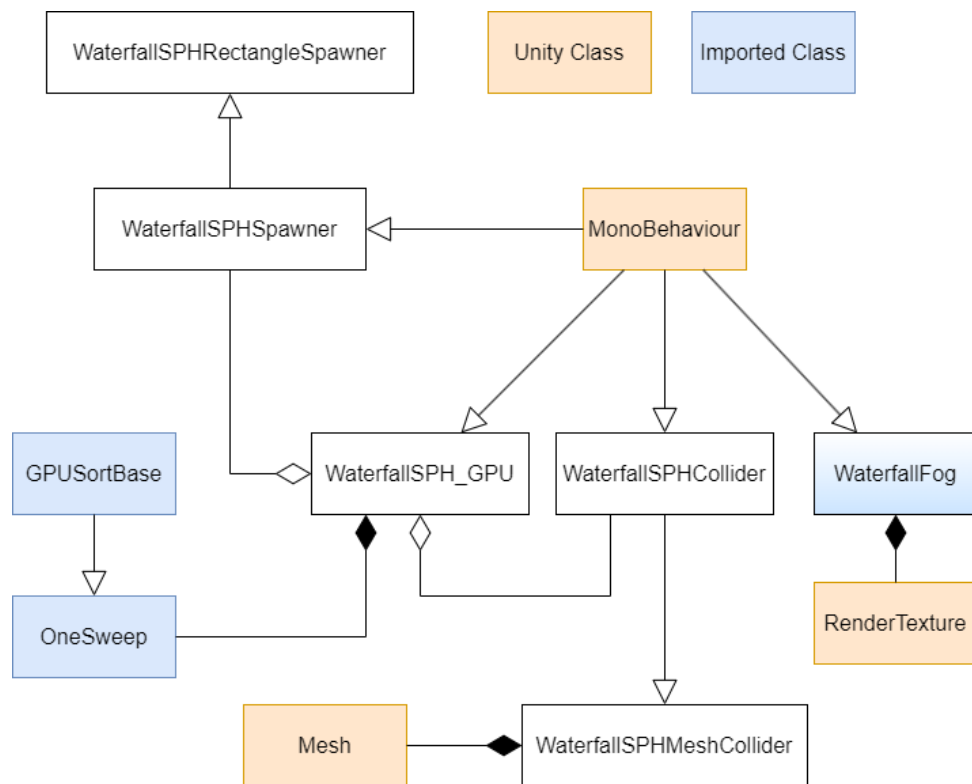 WaterfallSPHRectangleSpawner
Unity Class
Imported Class
WaterfallSPHSpawner
MonoBehaviour
GPUSortBase
WaterfallSPH_GPU
WaterfallSPHCollider
WaterfallFog
OneSweep
RenderTexture
Mesh
WaterfallSPHMeshCollider